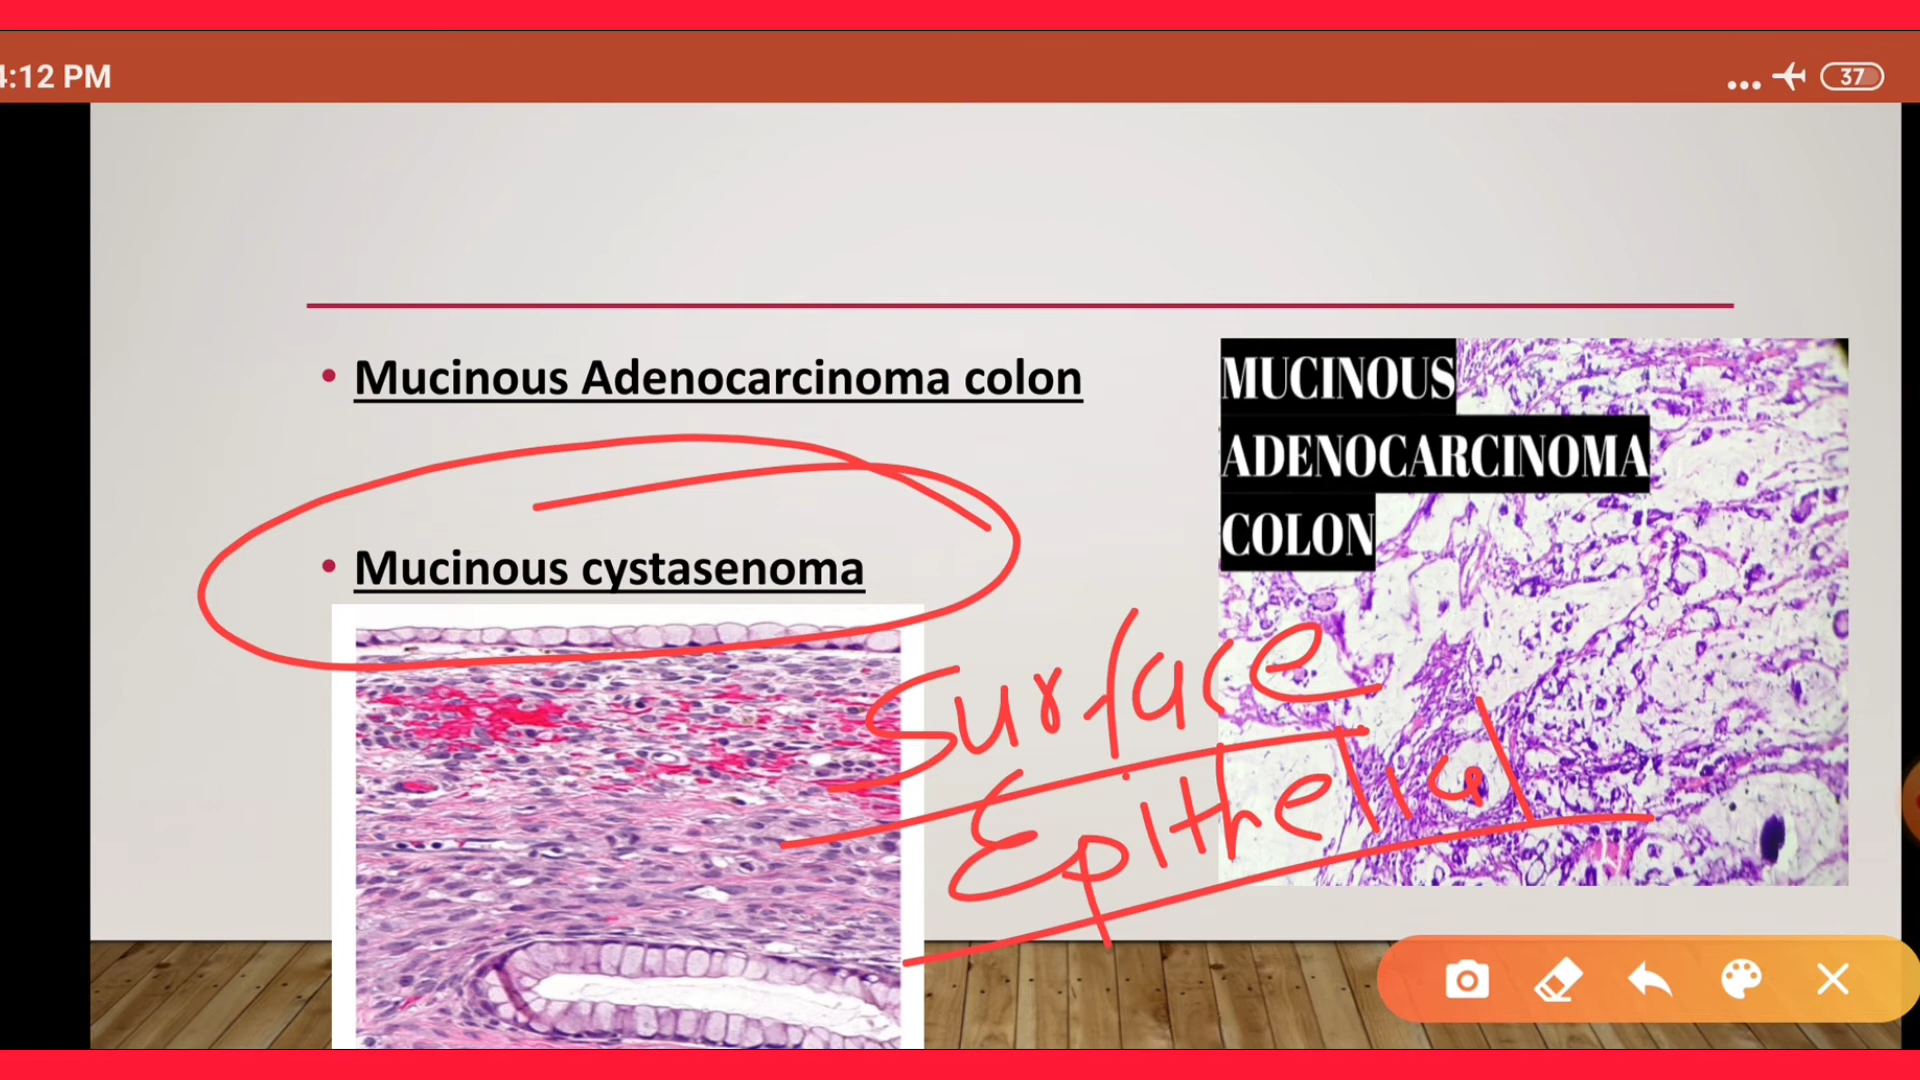 4:12 PM
37
• Mucinous Adenocarcinoma colon
• Mucinous cystasenoma
MUCINOUS
ADENOCARCINOMA
COLON
Surface
Epithelial